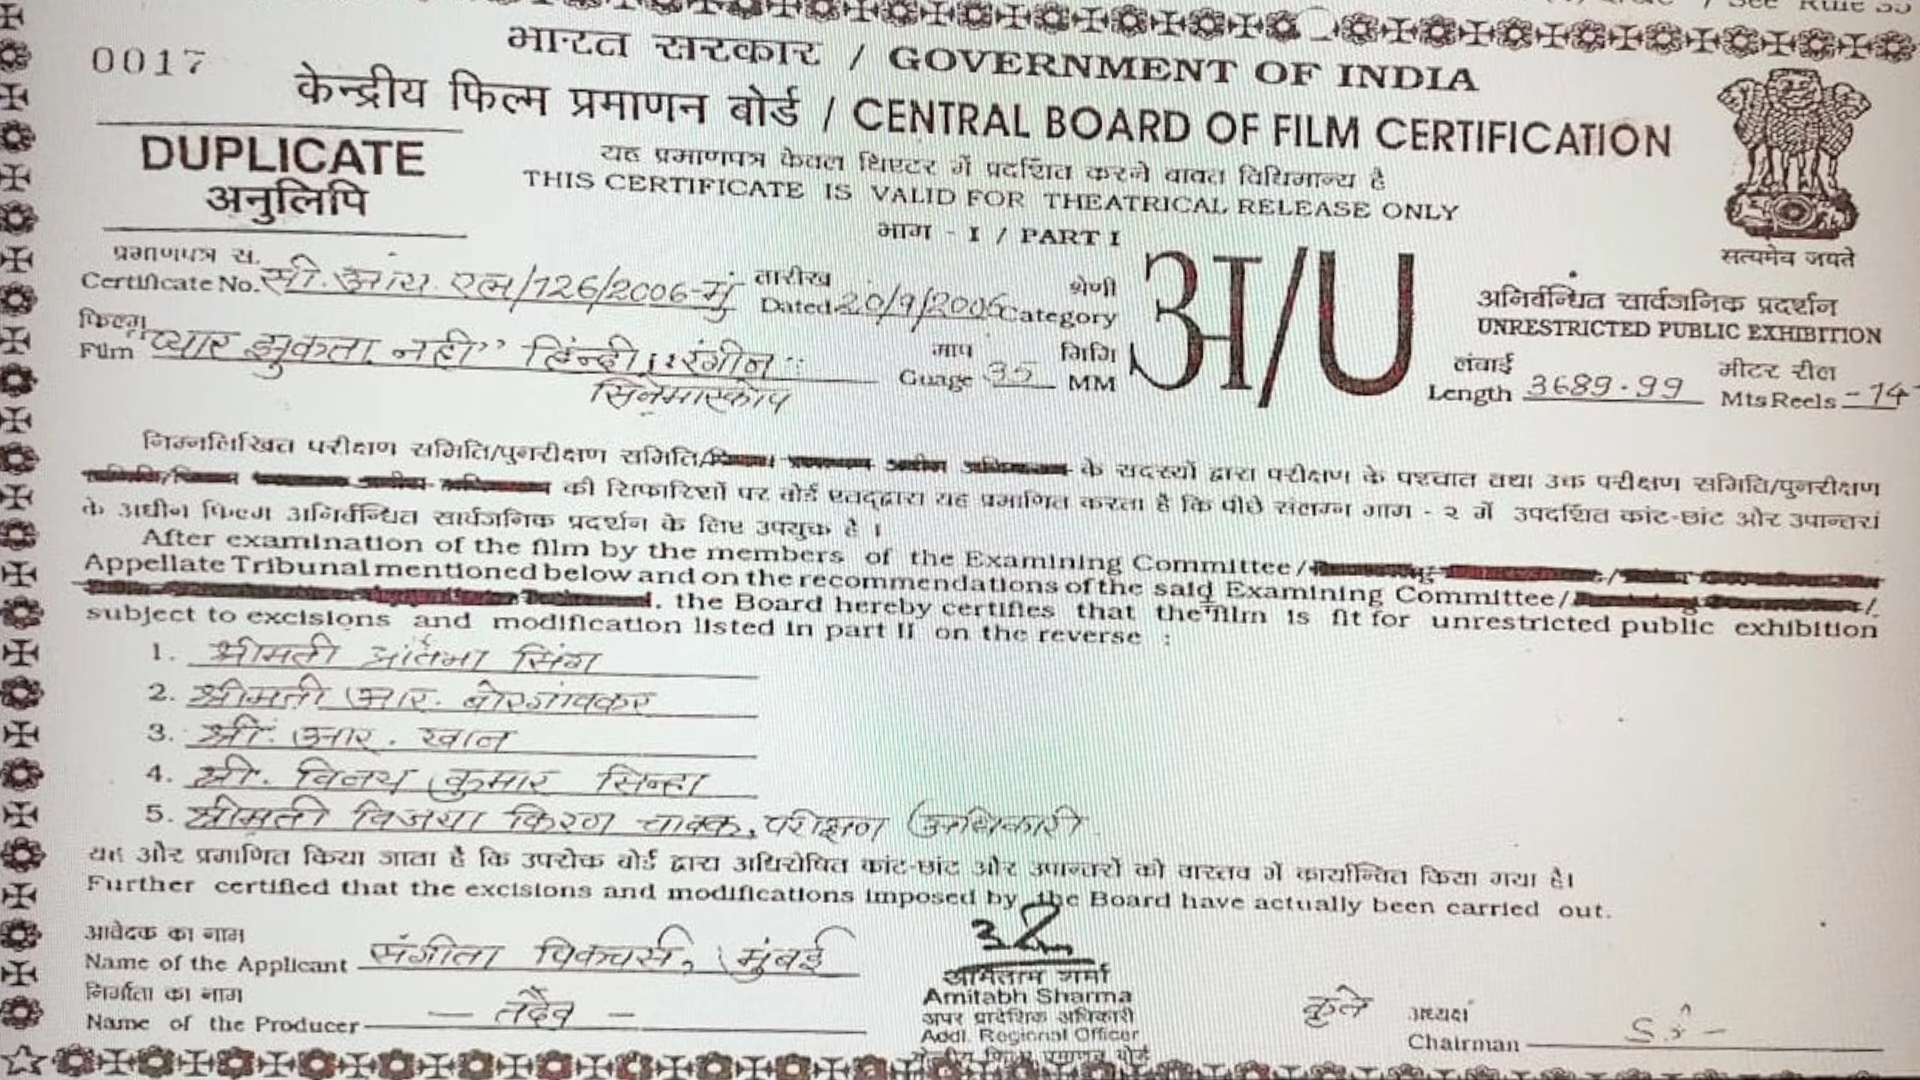 See Rule 33
भारत सरकार / GOVERNMENT OF INDIA
0017
केन्द्रीय फिल्म प्रमाणन बोर्ड / CENTRAL BOARD OF FILM CERTIFICATION
DUPLICATE
अनुलिपि
यह प्रमाणपत्र केवल थिएटर में प्रदर्शित करने बाबत विधिमान्य है
THIS CERTIFICATE IS VALID FOR THEATRICAL RELEASE ONLY
भाग - I / PART I
सत्यमेव जयते
प्रमाणपत्र सं. तारीख श्रेणी
Certificate No. सी.आय.एल/126/2006-मुं Dated 20/9/2006 Category अ/U
अनिर्बन्धित सार्वजनिक प्रदर्शन
UNRESTRICTED PUBLIC EXHIBITION
फिल्म माप मिमि लंबाई मीटर रील
Film "प्यार झुकता नही" हिन्दी रंगीन Guage 35 MM Length 3689.99 Mts Reels - 14
सिनेमास्कोप
निम्नलिखित परीक्षण समिति/पुनरीक्षण समिति/ के सदस्यों द्वारा परीक्षण के पश्चात तथा उक्त परीक्षण समिति/पुनरीक्षण
की सिफारिशों पर बोर्ड एतद्द्वारा यह प्रमाणित करता है कि पीछे संलग्न भाग - २ में उपदर्शित कांट-छांट और उपान्तरों
के अधीन फिल्म अनिर्बन्धित सार्वजनिक प्रदर्शन के लिए उपयुक्त है ।
After examination of the film by the members of the Examining Committee/
Appellate Tribunal mentioned below and on the recommendations of the said Examining Committee/
, the Board hereby certifies that the film is fit for unrestricted public exhibition
subject to excisions and modification listed in part II on the reverse :
1. श्रीमती सिंग
2. श्रीमती आर. बोरगांवकर
3. श्री. आर. खान
4. श्री. विनय कुमार सिन्हा
5. श्रीमती विजया किरण चाक्क, परीक्षण अधिकारी
यह और प्रमाणित किया जाता है कि उपरोक्त बोर्ड द्वारा अधिरोपित कांट-छांट और उपान्तरों को वास्तव में कार्यान्वित किया गया है।
Further certified that the excisions and modifications imposed by the Board have actually been carried out.
आवेदक का नाम
Name of the Applicant संगीता पिक्चर्स, मुंबई
निर्माता का नाम
Name of the Producer - तदैव -
अमिताभ शर्मा
Amitabh Sharma
अपर प्रादेशिक अधिकारी
Addl. Regional Officer
केन्द्रीय फिल्म प्रमाणन बोर्ड
कृते अध्यक्ष
Chairman